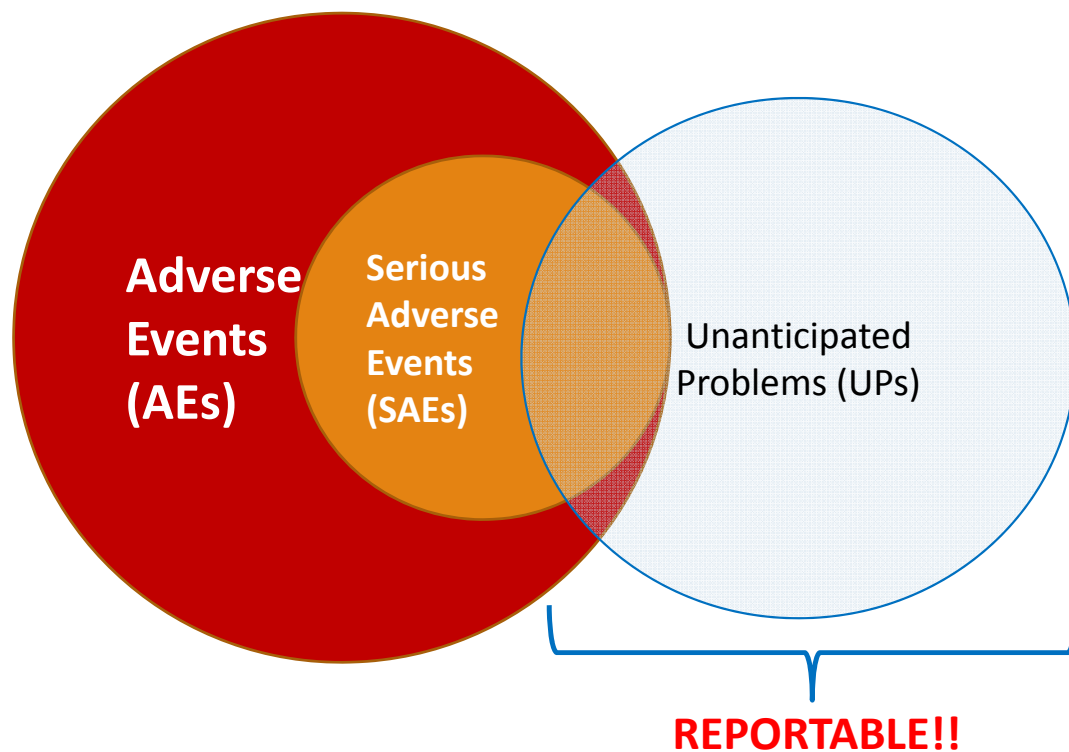 Adverse
Events
(AEs)
Serious
Adverse
Events
(SAEs)
Unanticipated
Problems (UPs)
REPORTABLE!!